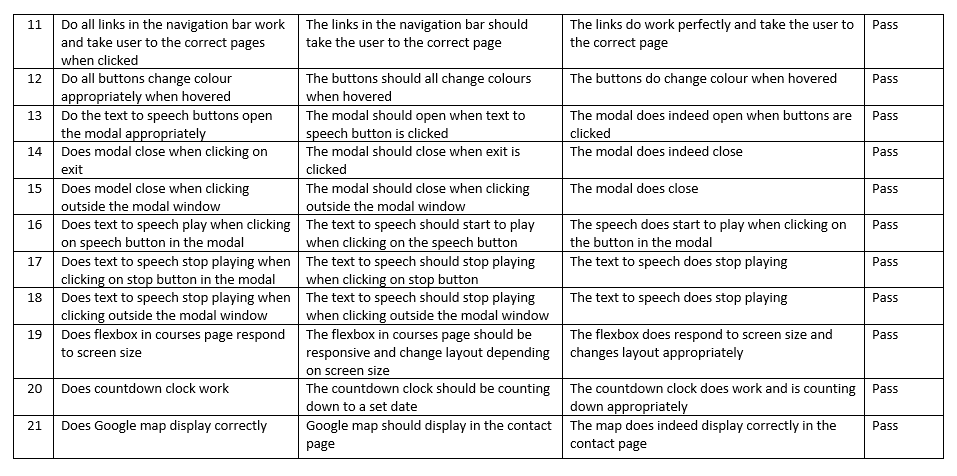 11 Do all links in the navigation bar work The links in the navigation bar should The links do work perfectly and take the user to Pass
and take user to the correct pages take the user to the correct page the correct page
when clicked
12 Do all buttons change colour The buttons should all change colours The buttons do change colour when hovered Pass
appropriately when hovered when hovered
13 Do the text to speech buttons open The modal should open when text to The modal does indeed open when buttons are Pass
the modal appropriately speech button is clicked clicked
14 Does modal close when clicking on The modal should close when exit is The modal does indeed close Pass
exit clicked
15 Does model close when clicking The modal should close when clicking The modal does close Pass
outside the modal window outside the modal window
16 Does text to speech play when clicking The text to speech should start to play The speech does start to play when clicking on Pass
on speech button in the modal when clicking on the speech button the button in the modal
17 Does text to speech stop playing when The text to speech should stop playing The text to speech does stop playing Pass
clicking on stop button in the modal when clicking on stop button
18 Does text to speech stop playing when The text to speech should stop playing The text to speech does stop playing Pass
clicking outside the modal window when clicking outside the modal window
19 Does flexbox in courses page respond The flexbox in courses page should be The flexbox does respond to screen size and Pass
to screen size responsive and change layout depending changes layout appropriately
on screen size
20 Does countdown clock work The countdown clock should be counting The countdown clock does work and is counting Pass
down to a set date down appropriately
21 Does Google map display correctly Google map should display in the contact The map does indeed display correctly in the Pass
page contact page